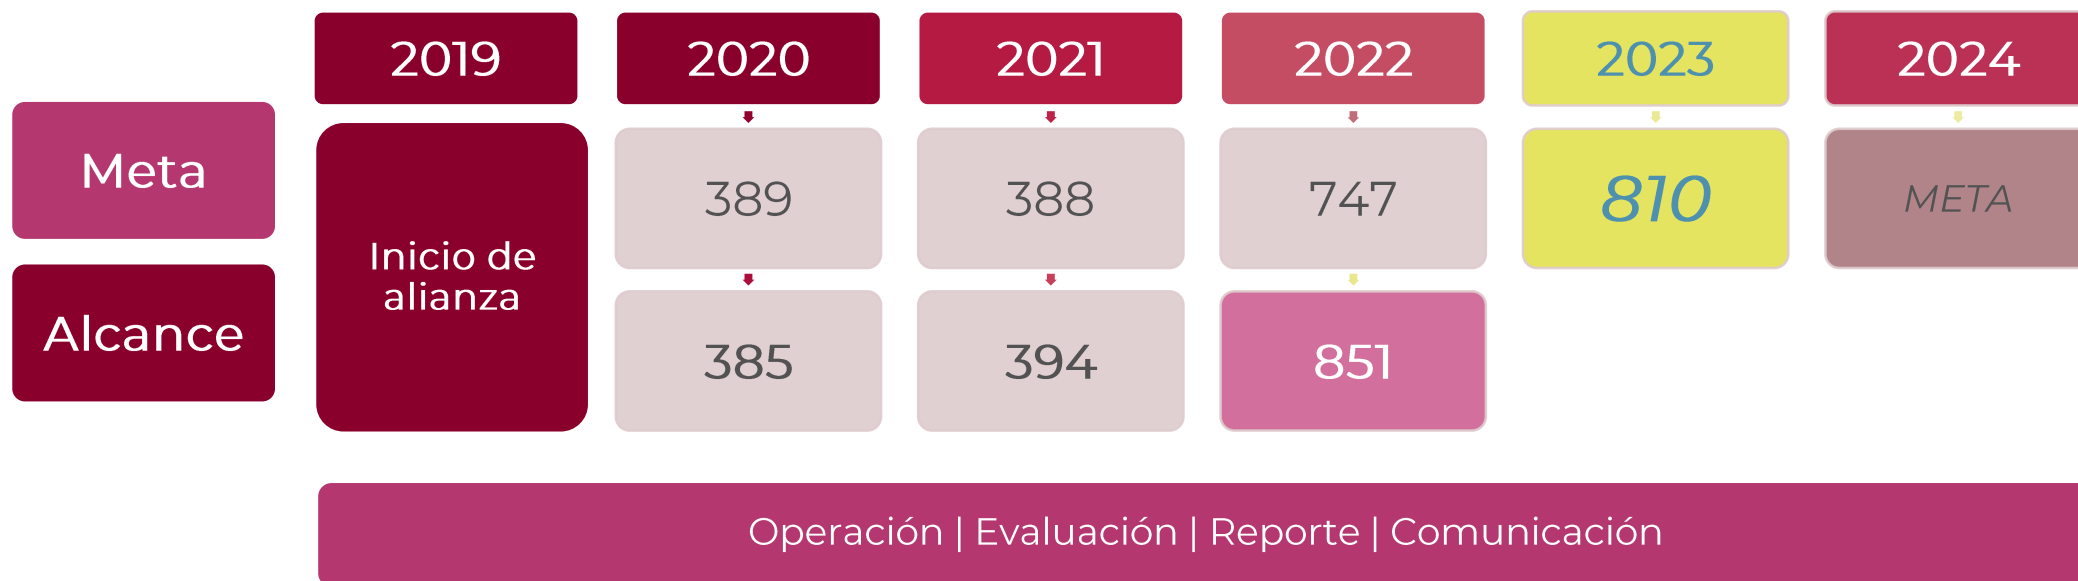 2019 2020 2021 2022 2023 2024
Meta 389 388 747 810 META
Inicio de
alianza
Alcance 385 394 851
Operación | Evaluación | Reporte | Comunicación